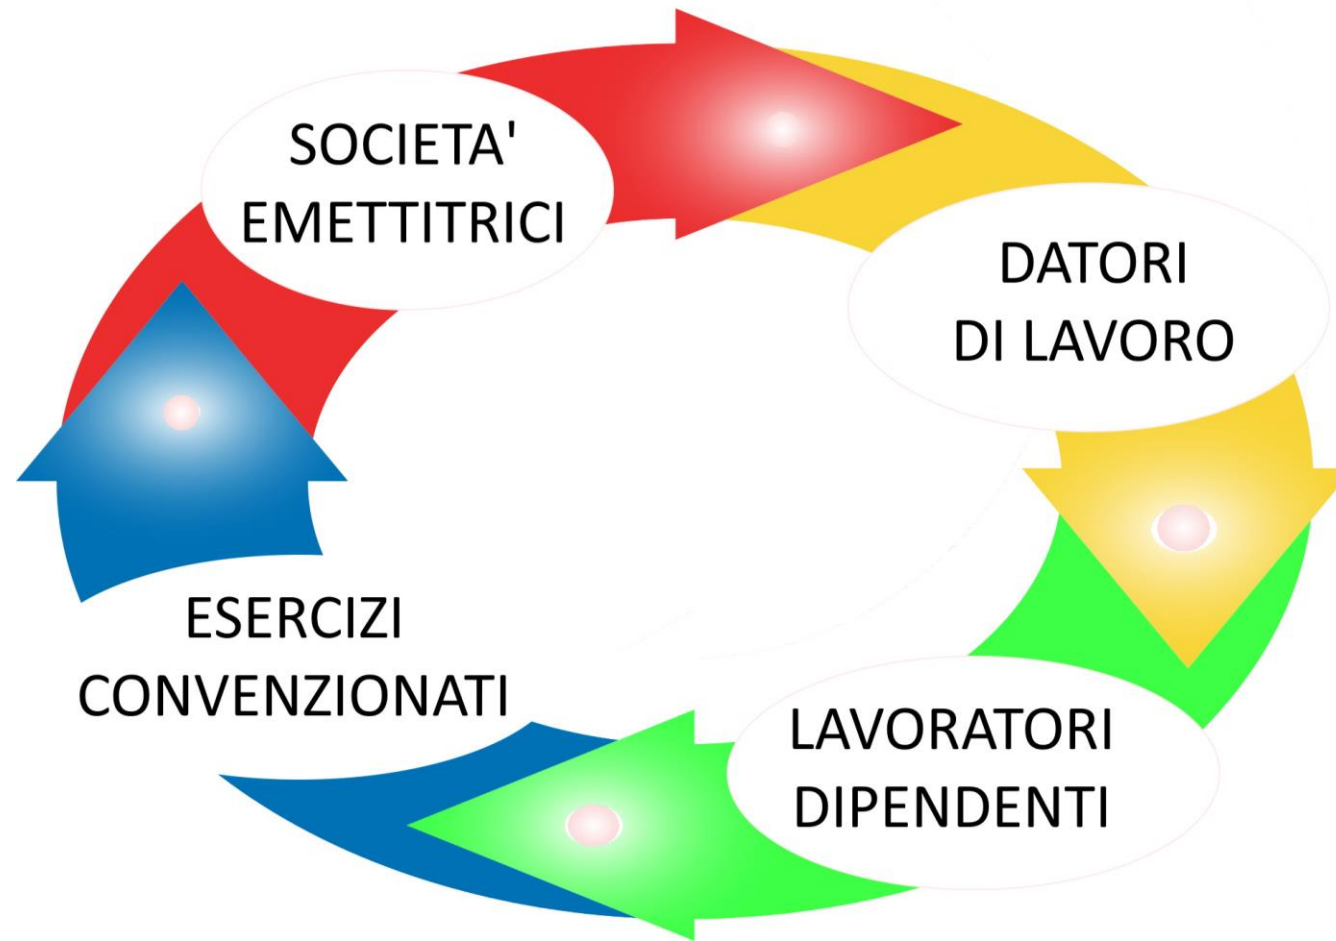 SOCIETA'
EMETTITRICI
DATORI
DI LAVORO
LAVORATORI
DIPENDENTI
ESERCIZI
CONVENZIONATI